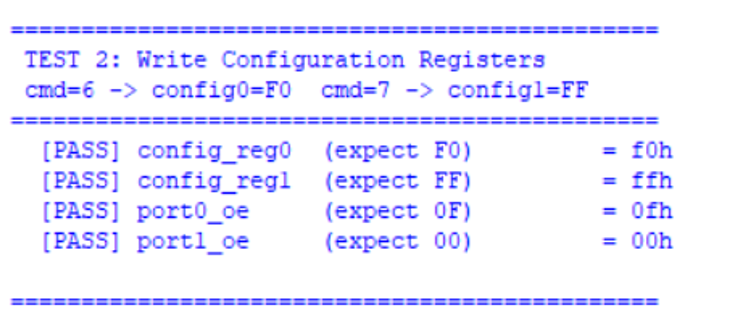 ==================================================
TEST 2: Write Configuration Registers
cmd=6 -> config0=F0  cmd=7 -> config1=FF
==================================================
[PASS] config_reg0  (expect F0)        = f0h
[PASS] config_reg1  (expect FF)        = ffh
[PASS] port0_oe     (expect 0F)        = 0fh
[PASS] port1_oe     (expect 00)        = 00h
==================================================